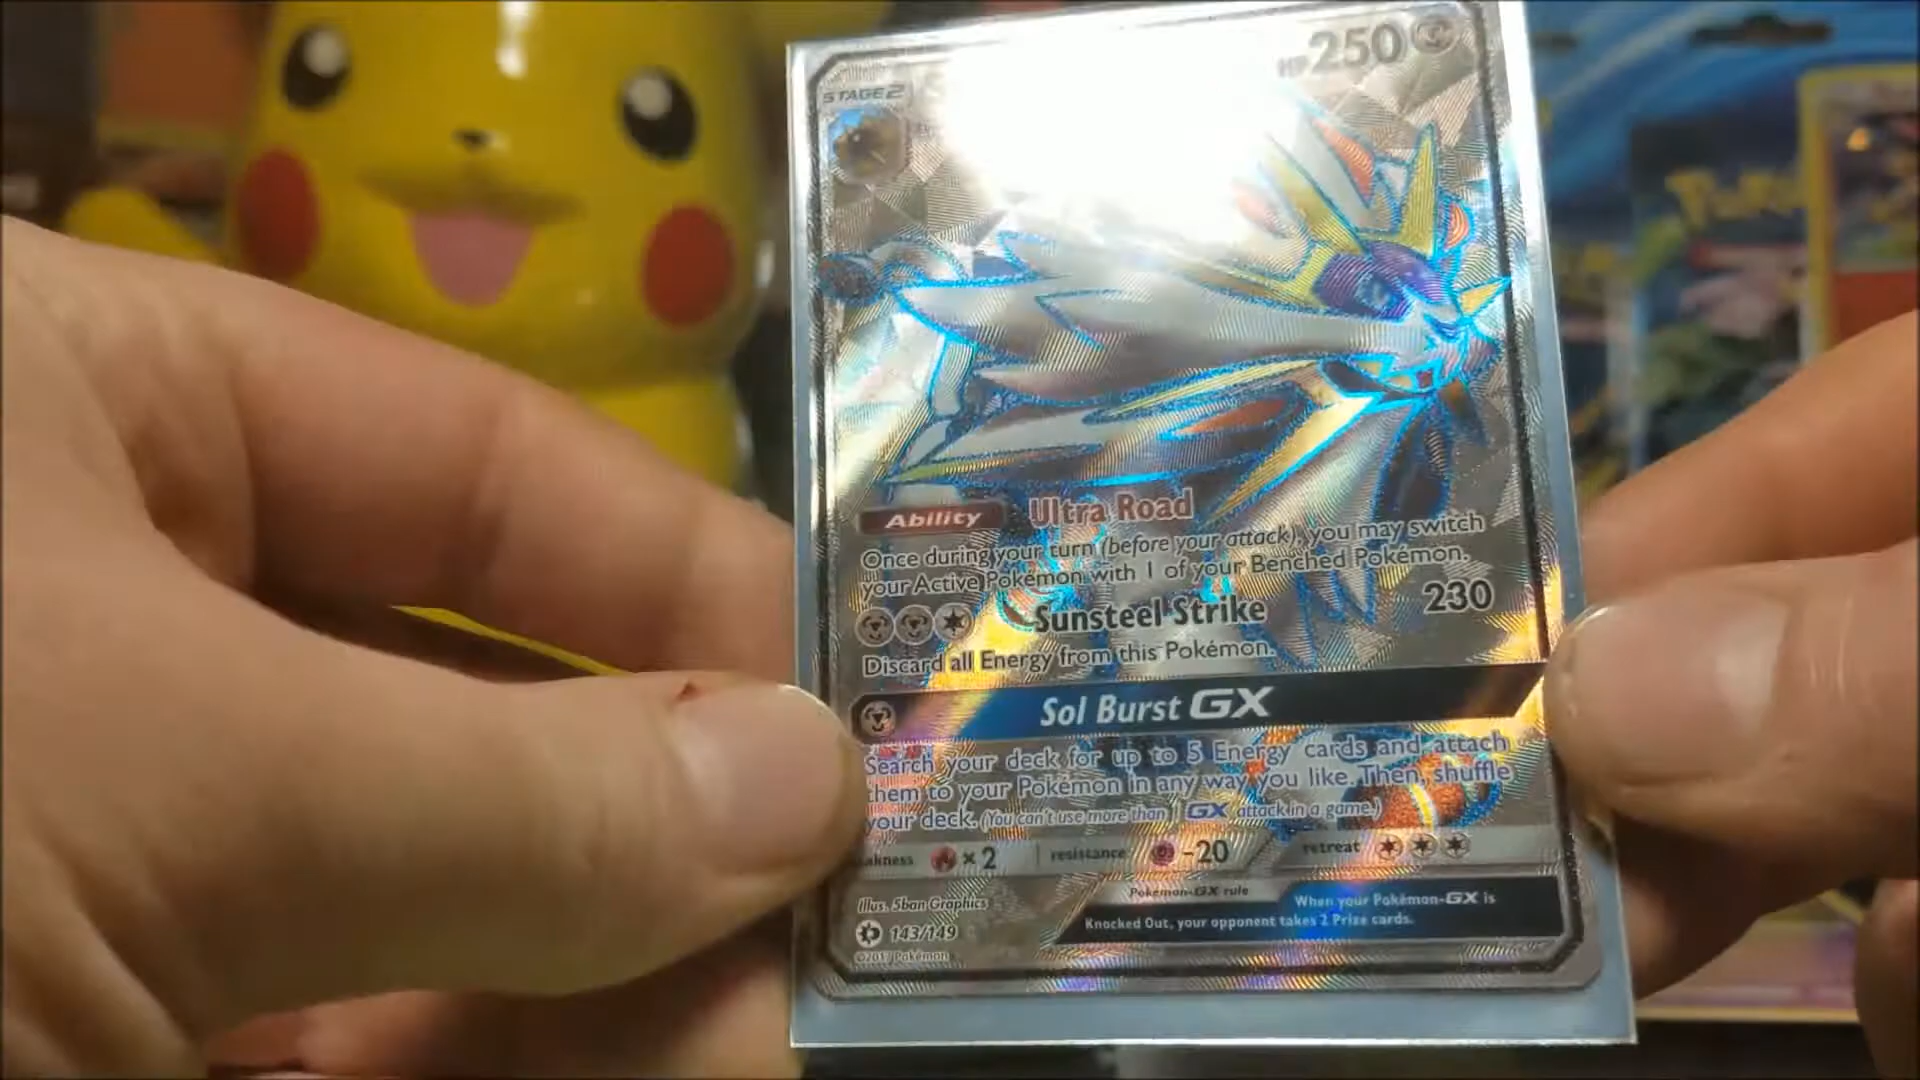 STAGE 2
HP 250
Ability Ultra Road
Once during your turn (before your attack), you may switch
your Active Pokémon with 1 of your Benched Pokémon.
Sunsteel Strike 230
Discard all Energy from this Pokémon.
Sol Burst GX
Search your deck for up to 5 Energy cards and attach
them to your Pokémon in any way you like. Then, shuffle
your deck. (You can't use more than 1 GX attack in a game.)
akness ×2 resistance -20 retreat
Pokémon-GX rule
When your Pokémon-GX is
Knocked Out, your opponent takes 2 Prize cards.
Illus. 5ban Graphics
143/149
©2017 Pokémon